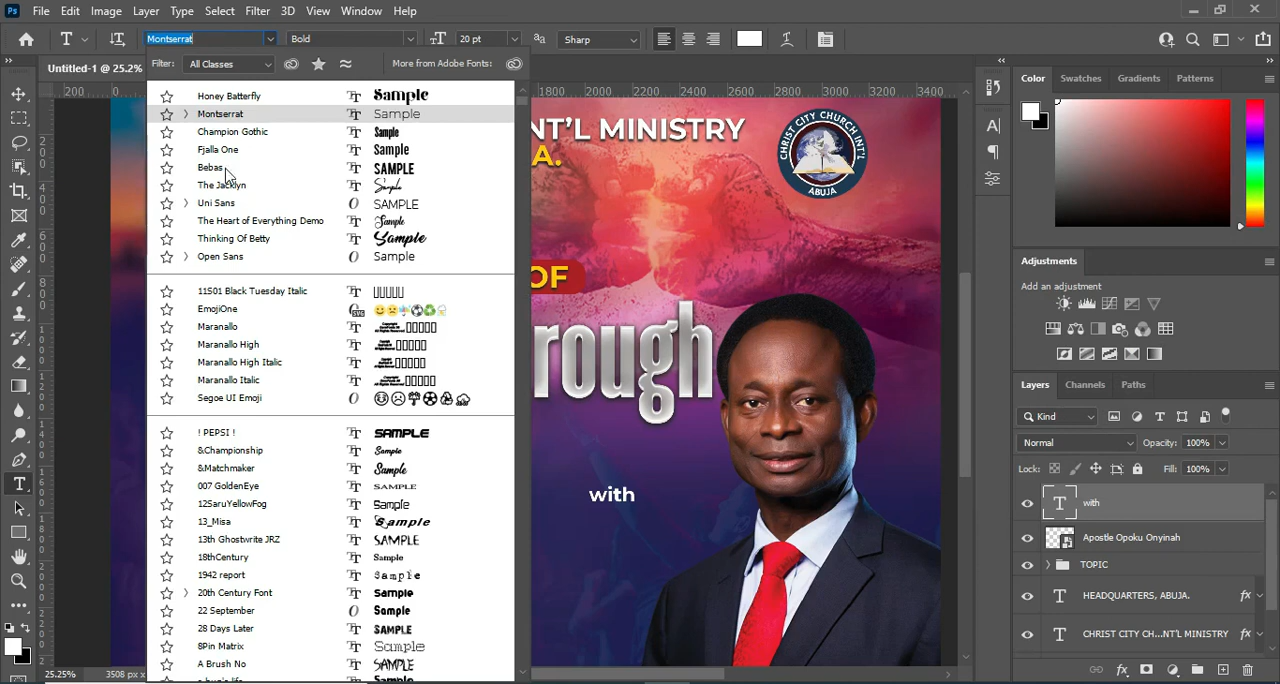 Ps File Edit Image Layer Type Select Filter 3D View Window Help
T Montserrat Bold 20 pt Sharp
Filter: All Classes More from Adobe Fonts:
Untitled-1 @ 25.2%
200 0 1800 2000 2200 2400 2600 2800 3000 3200 3400
Honey Batterfly Sample
Montserrat Sample
Champion Gothic Sample
Fjalla One Sample
Bebas SAMPLE
The Jacklyn Sample
Uni Sans SAMPLE
The Heart of Everything Demo Sample
Thinking Of Betty Sample
Open Sans Sample
11S01 Black Tuesday Italic
EmojiOne
Maranallo
Maranallo High
Maranallo High Italic
Maranallo Italic
Segoe UI Emoji
! PEPSI ! SAMPLE
&Championship Sample
&Matchmaker Sample
007 GoldenEye SAMPLE
12SaruYellowFog Sample
13_Misa Sample
13th Ghostwrite JRZ SAMPLE
18thCentury Sample
1942 report Sample
20th Century Font Sample
22 September Sample
28 Days Later SAMPLE
8Pin Matrix Sample
A Brush No SAMPLE
NT'L MINISTRY
A.
CHRIST CITY CHURCH INT'L
ABUJA
OF
rough
with
25.25% 3508 px
Color Swatches Gradients Patterns
Adjustments
Add an adjustment
Layers Channels Paths
Kind
Normal Opacity: 100%
Lock: Fill: 100%
T with
Apostle Opoku Onyinah
TOPIC
T HEADQUARTERS, ABUJA. fx
T CHRIST CITY CH...NT'L MINISTRY fx
fx